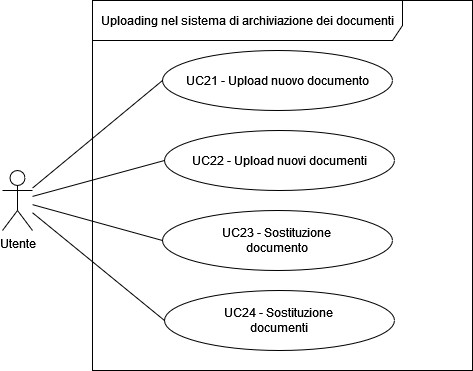 Uploading nel sistema di archiviazione dei documenti
UC21 - Upload nuovo documento
UC22 - Upload nuovi documenti
Utente
UC23 - Sostituzione
documento
UC24 - Sostituzione
documenti